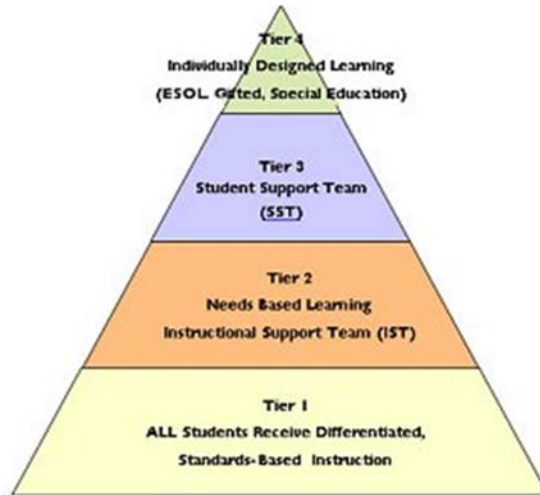 Tier 4
Individually Designed Learning
(ESOL, Gifted, Special Education)
Tier 3
Student Support Team
(SST)
Tier 2
Needs Based Learning
Instructional Support Team (IST)
Tier 1
ALL Students Receive Differentiated,
Standards-Based Instruction